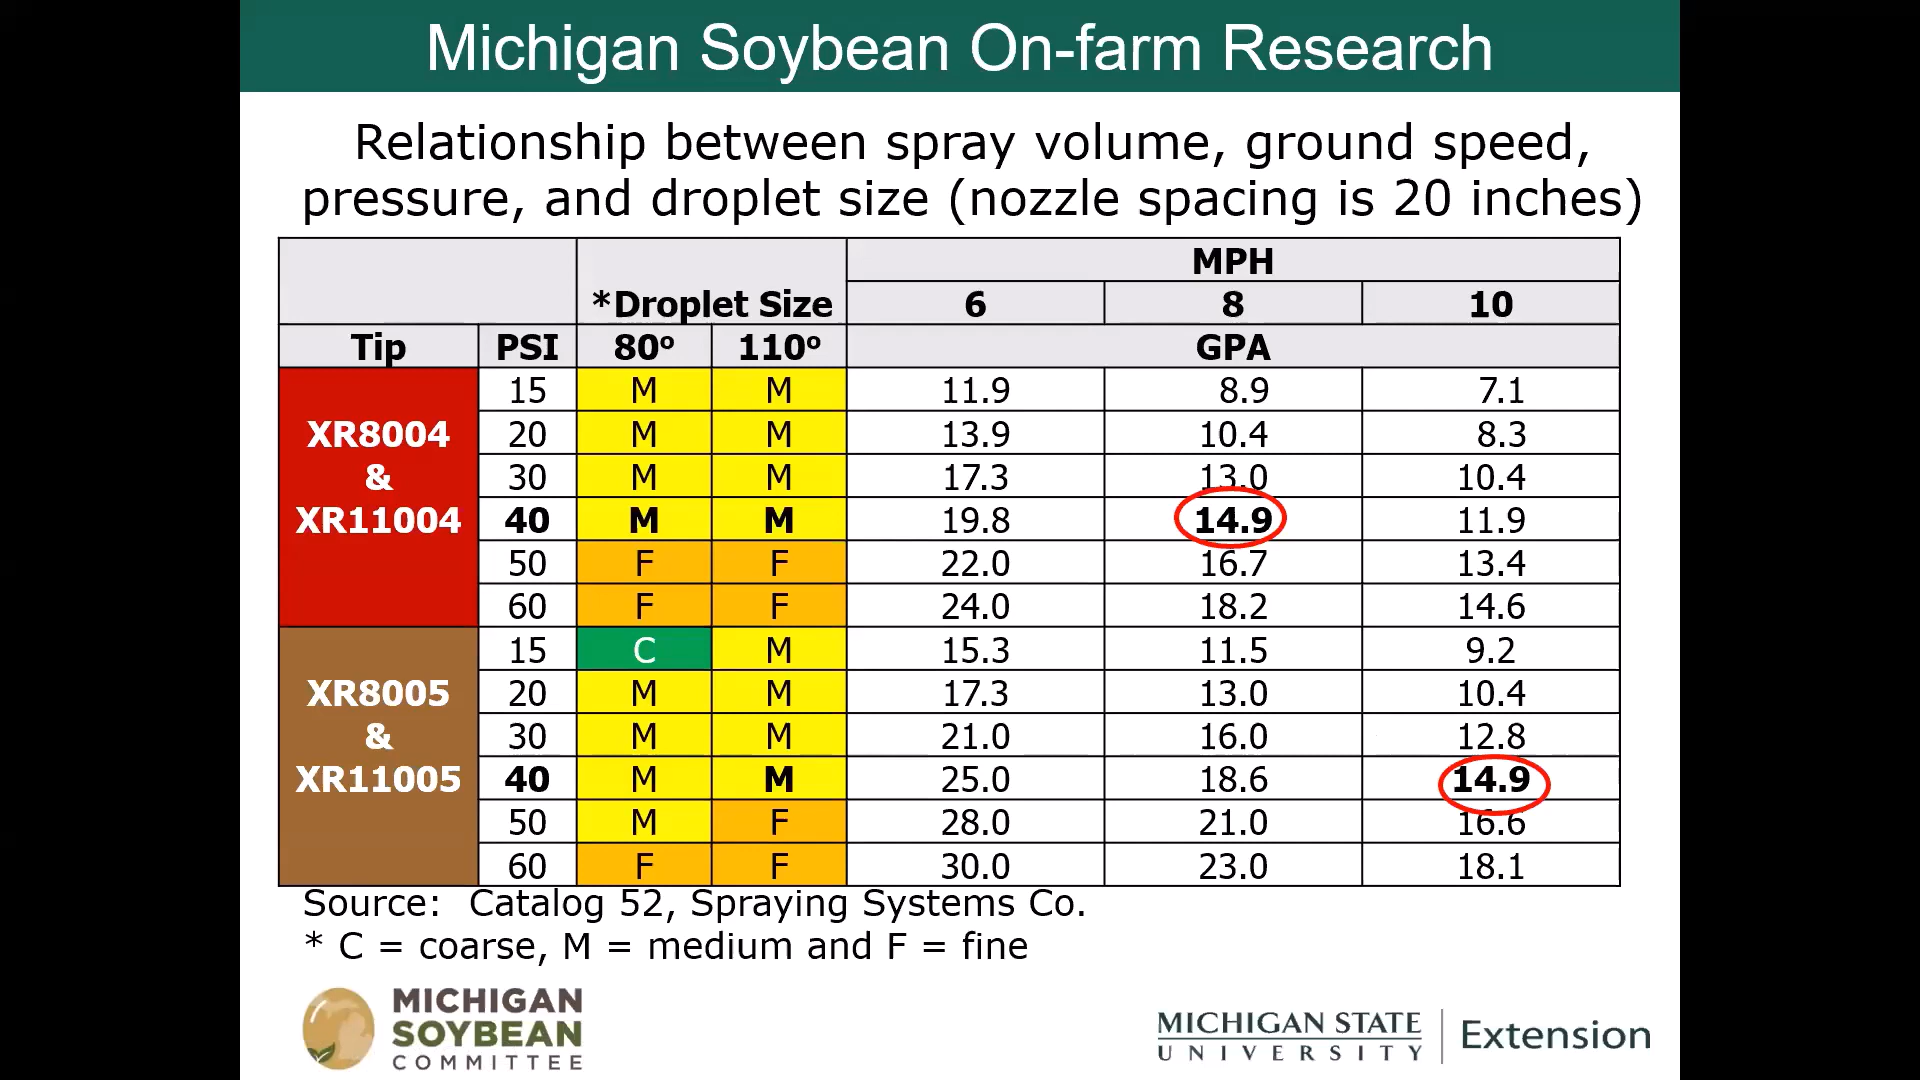 Michigan Soybean On-farm Research
Relationship between spray volume, ground speed,
pressure, and droplet size (nozzle spacing is 20 inches)
MPH
*Droplet Size 6 8 10
Tip PSI 80º 110º GPA
15 M M 11.9 8.9 7.1
XR8004 20 M M 13.9 10.4 8.3
& 30 M M 17.3 13.0 10.4
XR11004 40 M M 19.8 14.9 11.9
50 F F 22.0 16.7 13.4
60 F F 24.0 18.2 14.6
15 C M 15.3 11.5 9.2
XR8005 20 M M 17.3 13.0 10.4
& 30 M M 21.0 16.0 12.8
XR11005 40 M M 25.0 18.6 14.9
50 M F 28.0 21.0 16.6
60 F F 30.0 23.0 18.1
Source: Catalog 52, Spraying Systems Co.
* C = coarse, M = medium and F = fine
MICHIGAN
SOYBEAN
COMMITTEE
MICHIGAN STATE
UNIVERSITY
Extension